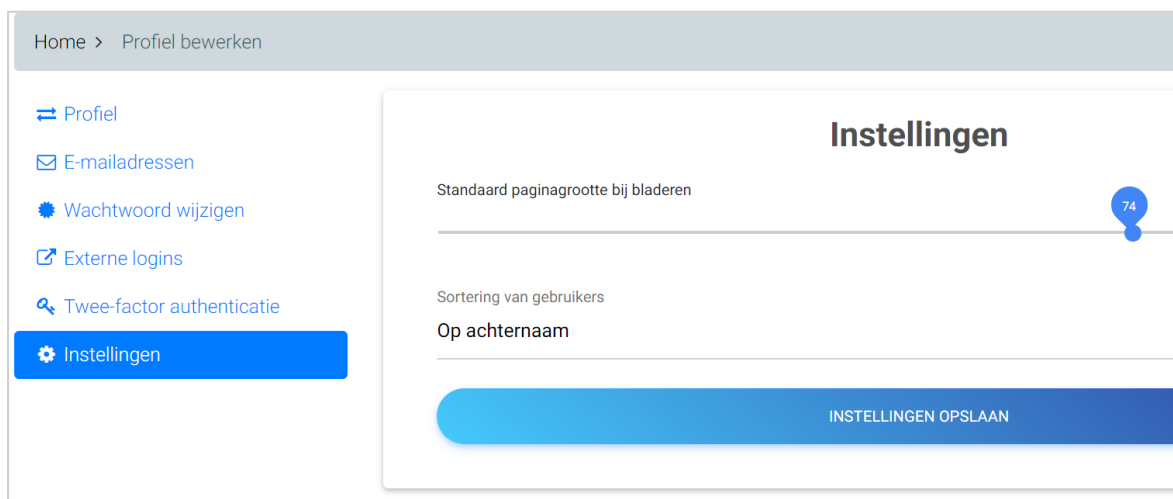 Home > Profiel bewerken
Profiel
E-mailadressen
Wachtwoord wijzigen
Externe logins
Twee-factor authenticatie
Instellingen
Instellingen
Standaard paginagrootte bij bladeren
74
Sortering van gebruikers
Op achternaam
INSTELLINGEN OPSLAAN